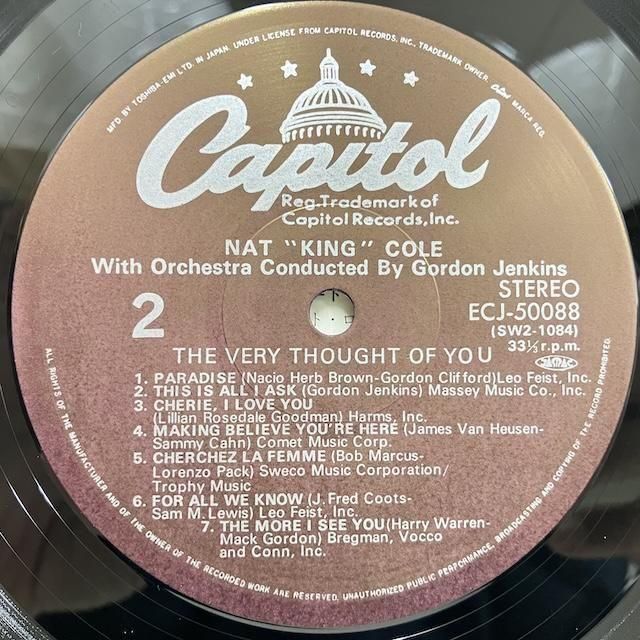 MF'D BY TOSHIBA-EMI LTD. IN JAPAN. UNDER LICENSE FROM CAPITOL RECORDS, INC., TRADEMARK OWNER. Capitol MARCA REG.
Capitol
Reg.Trademark of
Capitol Records,Inc.
NAT "KING" COLE
With Orchestra Conducted By Gordon Jenkins
2
STEREO
ECJ-50088
(SW2-1084)
33⅓ r.p.m.
JASRAC
THE VERY THOUGHT OF YOU
1. PARADISE (Nacio Herb Brown-Gordon Clifford)Leo Feist, Inc.
2. THIS IS ALL I ASK (Gordon Jenkins) Massey Music Co., Inc.
3. CHERIE, I LOVE YOU
(Lillian Rosedale Goodman) Harms, Inc.
4. MAKING BELIEVE YOU'RE HERE (James Van Heusen-
Sammy Cahn) Comet Music Corp.
5. CHERCHEZ LA FEMME (Bob Marcus-
Lorenzo Pack) Sweco Music Corporation/
Trophy Music
6. FOR ALL WE KNOW (J. Fred Coots-
Sam M. Lewis) Leo Feist, Inc.
7. THE MORE I SEE YOU(Harry Warren-
Mack Gordon) Bregman, Vocco
and Conn, Inc.
ALL RIGHTS OF THE MANUFACTURER AND OF THE OWNER OF THE RECORDED WORK ARE RESERVED. UNAUTHORIZED PUBLIC PERFORMANCE, BROADCASTING AND COPYING OF THE RECORD PROHIBITED.